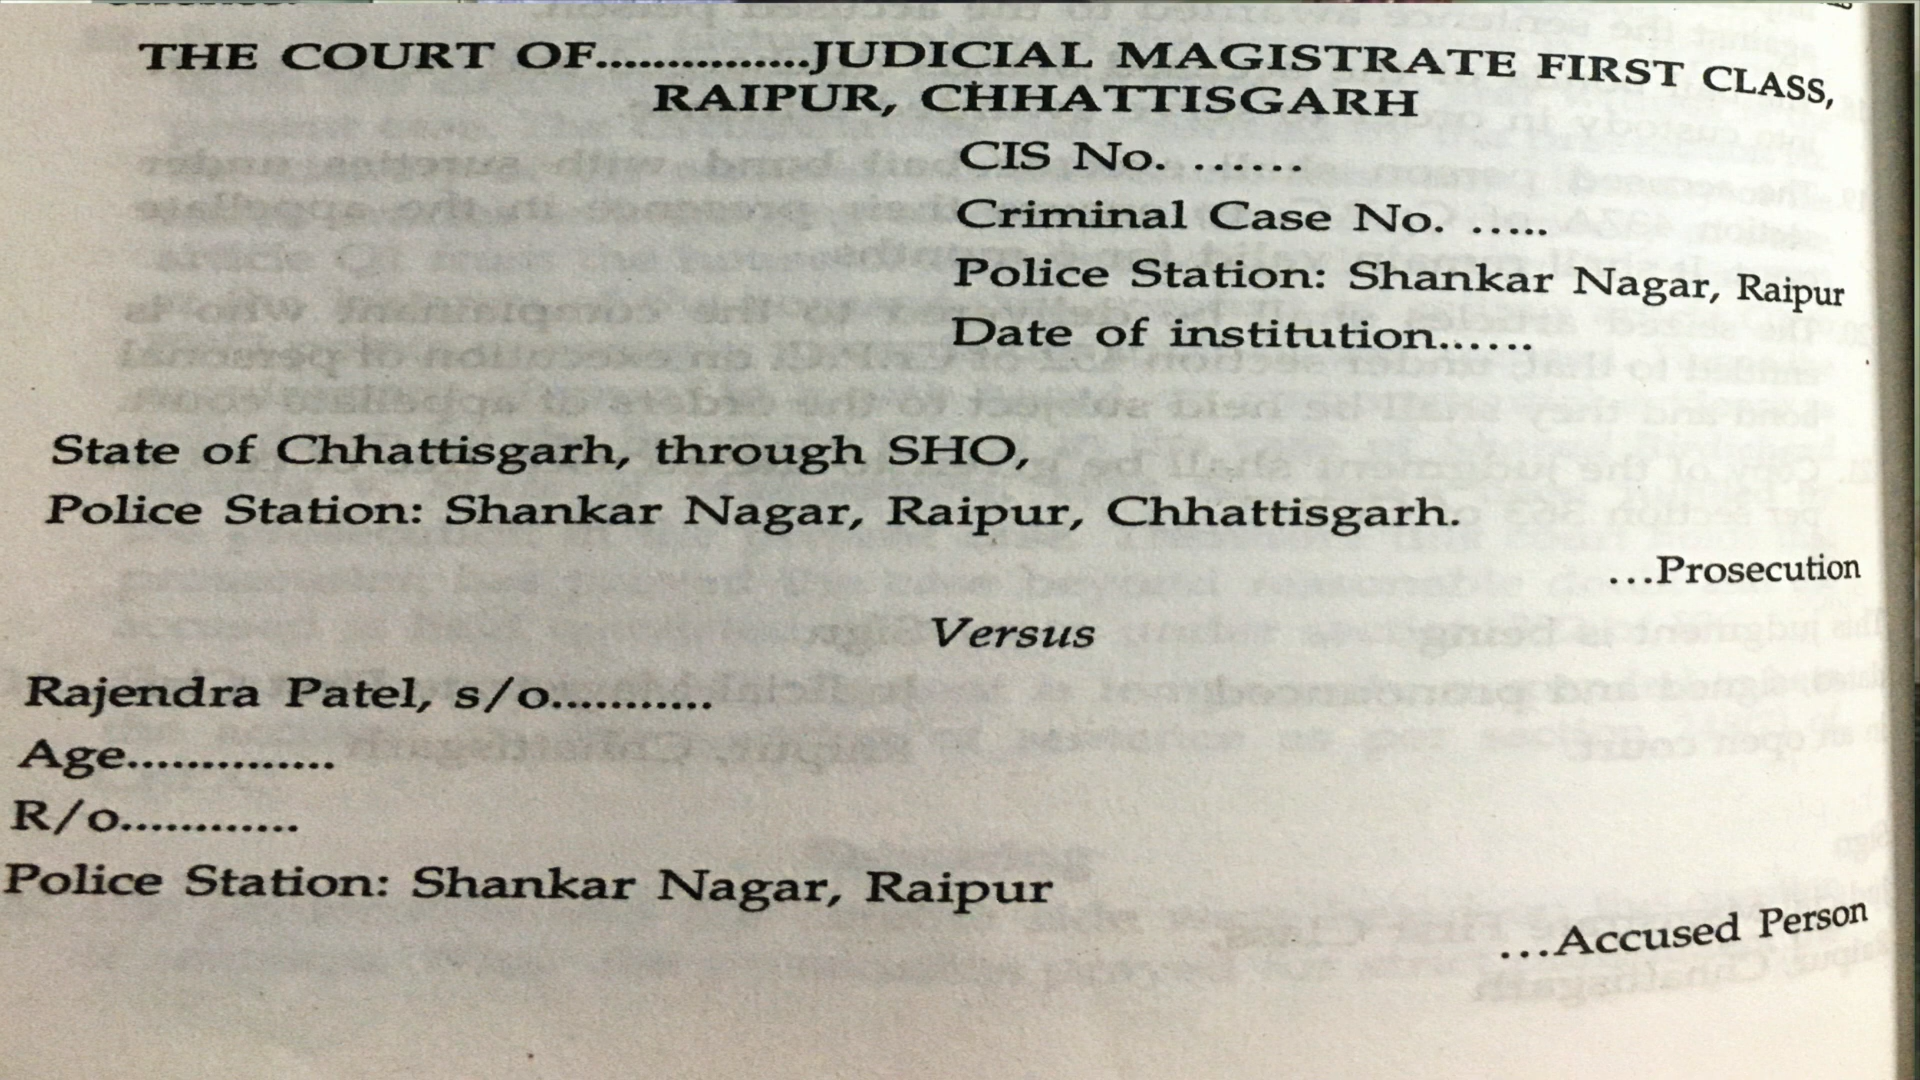 THE COURT OF...............JUDICIAL MAGISTRATE FIRST CLASS,
RAIPUR, CHHATTISGARH
CIS No. .......
Criminal Case No. .....
Police Station: Shankar Nagar, Raipur
Date of institution......
State of Chhattisgarh, through SHO,
Police Station: Shankar Nagar, Raipur, Chhattisgarh.
...Prosecution
Versus
Rajendra Patel, s/o...........
Age..............
R/o.............
Police Station: Shankar Nagar, Raipur
...Accused Person